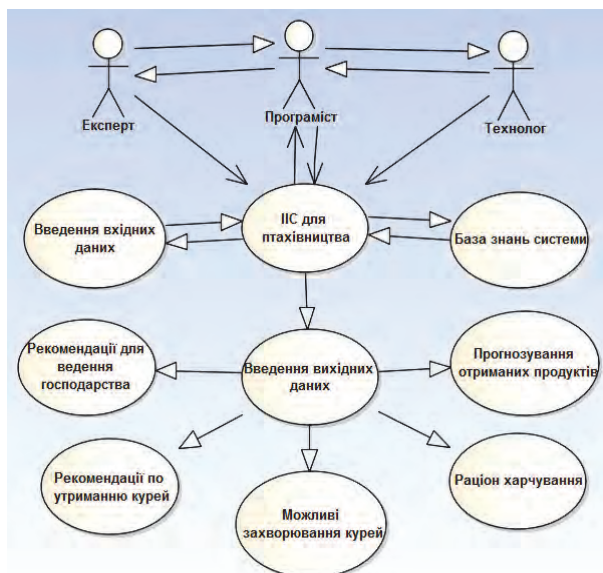 Експерт
Програміст
Технолог
Введення вхідних
даних
ІІС для
птахівництва
База знань системи
Рекомендації для
ведення
господарства
Введення вихідних
даних
Прогнозування
отриманих продуктів
Рекомендації по
утриманню курей
Можливі
захворювання курей
Раціон харчування